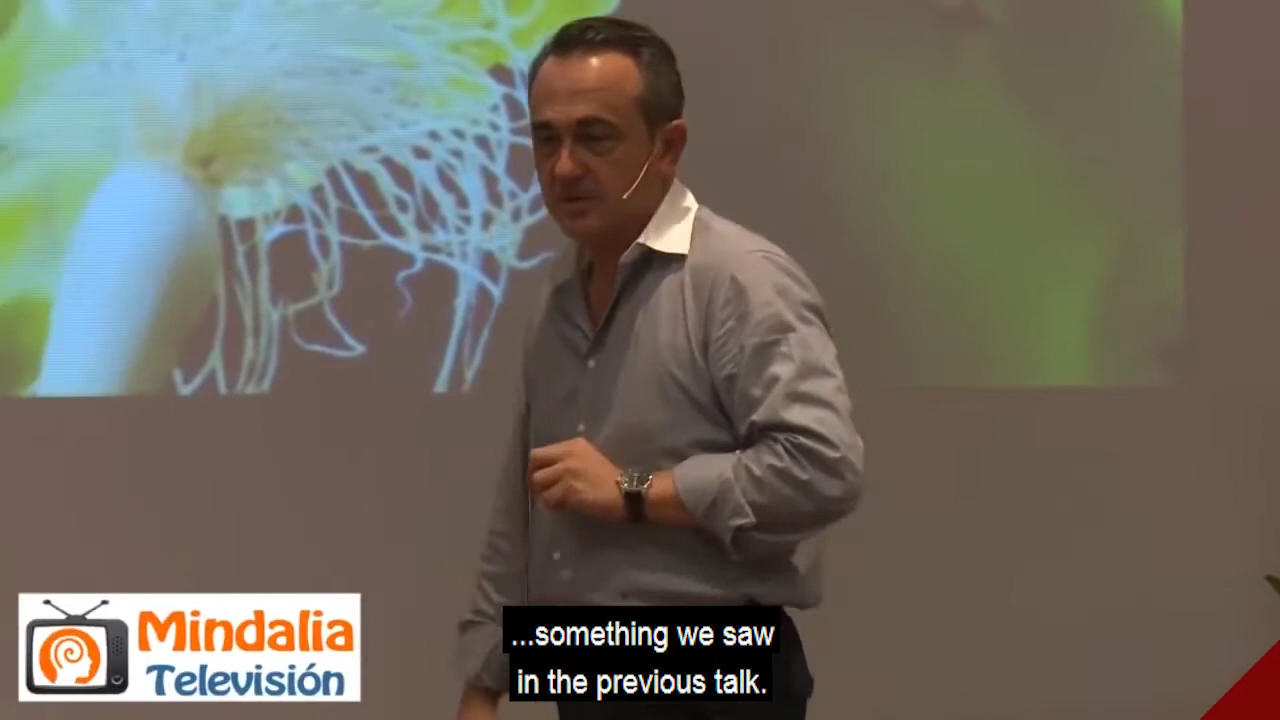 Mindalia
Televisión
...something we saw
in the previous talk.